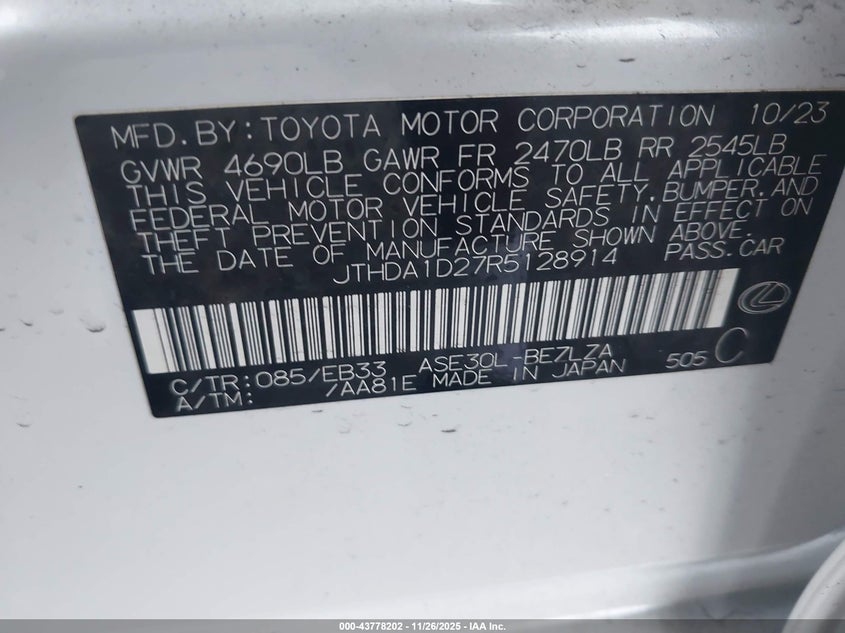 MFD. BY: TOYOTA MOTOR CORPORATION 10/23
GVWR 4690LB GAWR FR 2470LB RR 2545LB
THIS VEHICLE CONFORMS TO ALL APPLICABLE
FEDERAL MOTOR VEHICLE SAFETY, BUMPER, AND
THEFT PREVENTION STANDARDS IN EFFECT ON
THE DATE OF MANUFACTURE SHOWN ABOVE.
JTHDA1D27R5128914 PASS. CAR
C/TR: 085/EB33 ASE30L-BEZLZA
A/TM: /AA81E MADE IN JAPAN 505 C
000-43778202 - 11/26/2025 - IAA Inc.